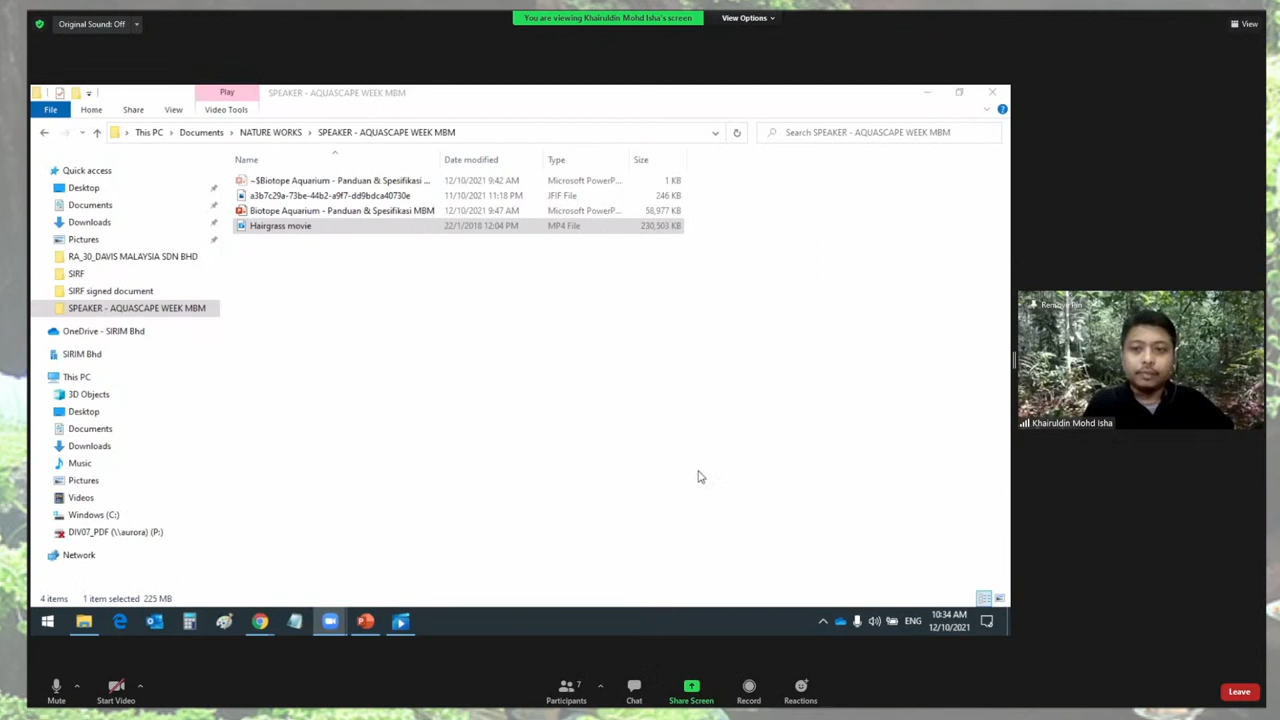 Original Sound: Off
You are viewing Khairuldin Mohd Isha's screen
View Options
View
Play
SPEAKER - AQUASCAPE WEEK MBM
File
Home
Share
View
Video Tools
This PC
Documents
NATURE WORKS
SPEAKER - AQUASCAPE WEEK MBM
Search SPEAKER - AQUASCAPE WEEK MBM
Name
Date modified
Type
Size
~$Biotope Aquarium - Panduan & Spesifikasi ...
12/10/2021 9:42 AM
Microsoft PowerP...
1 KB
a3b7c29a-73be-44b2-a9f7-dd9bdca40730e
11/10/2021 11:18 PM
JFIF File
246 KB
Biotope Aquarium - Panduan & Spesifikasi MBM
12/10/2021 9:47 AM
Microsoft PowerP...
58,977 KB
Hairgrass movie
22/1/2018 12:04 PM
MP4 File
230,503 KB
Quick access
Desktop
Documents
Downloads
Pictures
RA_30_DAVIS MALAYSIA SDN BHD
SIRF
SIRF signed document
SPEAKER - AQUASCAPE WEEK MBM
OneDrive - SIRIM Bhd
SIRIM Bhd
This PC
3D Objects
Desktop
Documents
Downloads
Music
Pictures
Videos
Windows (C:)
DIV07_PDF (\\aurora) (P:)
Network
Remove Pin
Khairuldin Mohd Isha
4 items
1 item selected 225 MB
ENG
10:34 AM
12/10/2021
Mute
Start Video
Participants
7
Chat
Share Screen
Record
Reactions
Leave